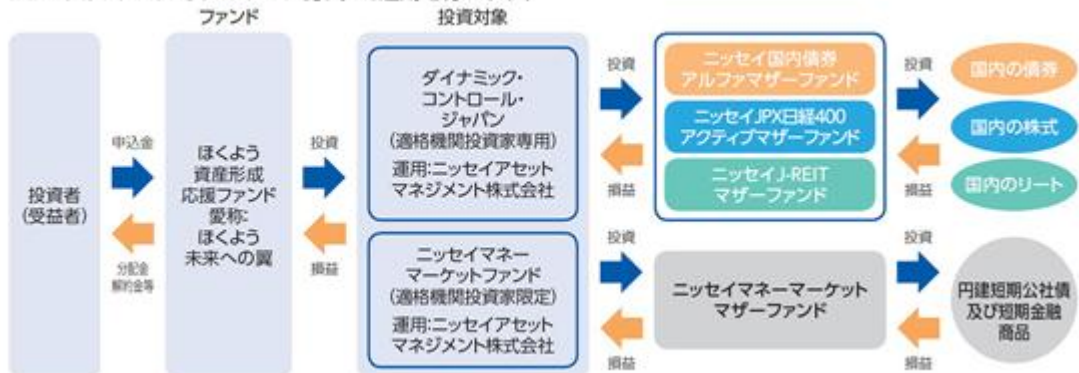 ファンド
投資対象
投資者
(受益者)
申込金
分配金
解約金等
ほくよう
資産形成
応援ファンド
愛称:
ほくよう
未来への翼
投資
損益
ダイナミック・
コントロール・
ジャパン
(適格機関投資家専用)
運用:ニッセイアセット
マネジメント株式会社
ニッセイマネー
マーケットファンド
(適格機関投資家限定)
運用:ニッセイアセット
マネジメント株式会社
投資
損益
投資
損益
ニッセイ国内債券
アルファマザーファンド
ニッセイJPX日経400
アクティブマザーファンド
ニッセイJ-REIT
マザーファンド
ニッセイマネーマーケット
マザーファンド
投資
損益
投資
損益
国内の債券
国内の株式
国内のリート
円建短期公社債
及び短期金融
商品